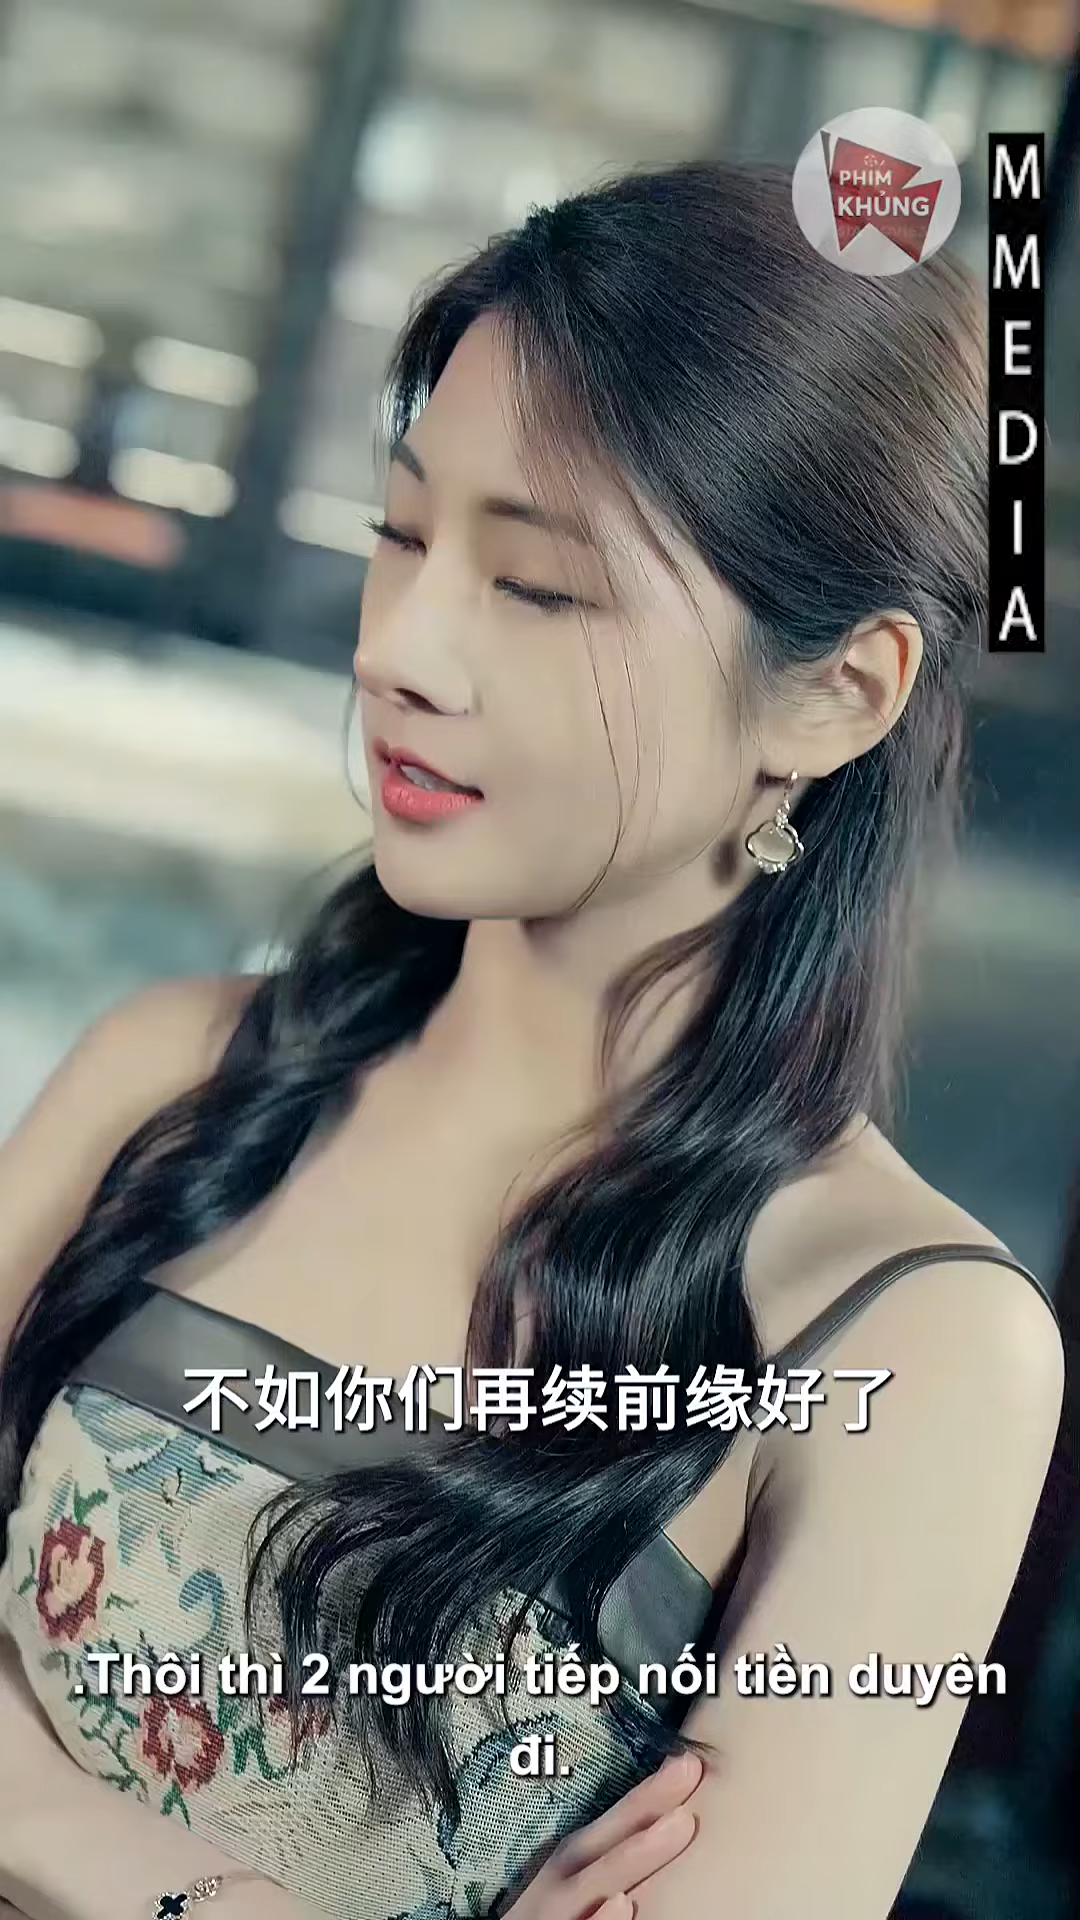 PHIM
KHỦNG
MMEDIA
不如你们再续前缘好了
.Thôi thì 2 người tiếp nối tiền duyên
đi.